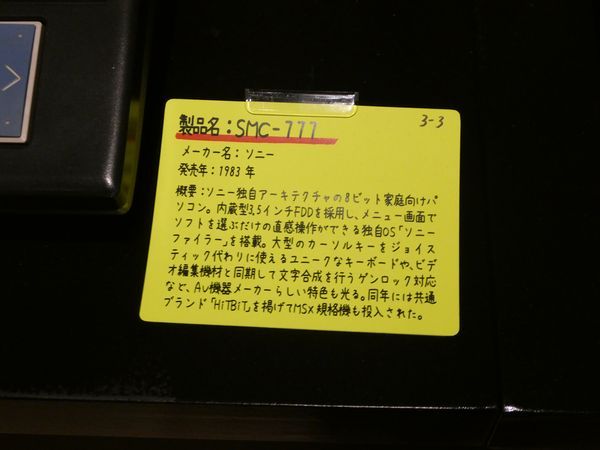 3-3
製品名:SMC-777
メーカー名:ソニー
発売年:1983年
概要:ソニー独自アーキテクチャの8ビット家庭向けパ
ソコン。内蔵型3.5インチFDDを採用し、メニュー画面で
ソフトを選ぶだけの直感操作ができる独自OS「ソニー
ファイラー」を搭載。大型のカーソルキーをジョイス
ティック代わりに使えるユニークなキーボードや、ビデ
オ編集機材と同期して文字合成を行うゲンロック対応
など、AV機器メーカーらしい特色も光る。同年には共通
ブランド「HiTBiT」を掲げてMSX規格機も投入された。